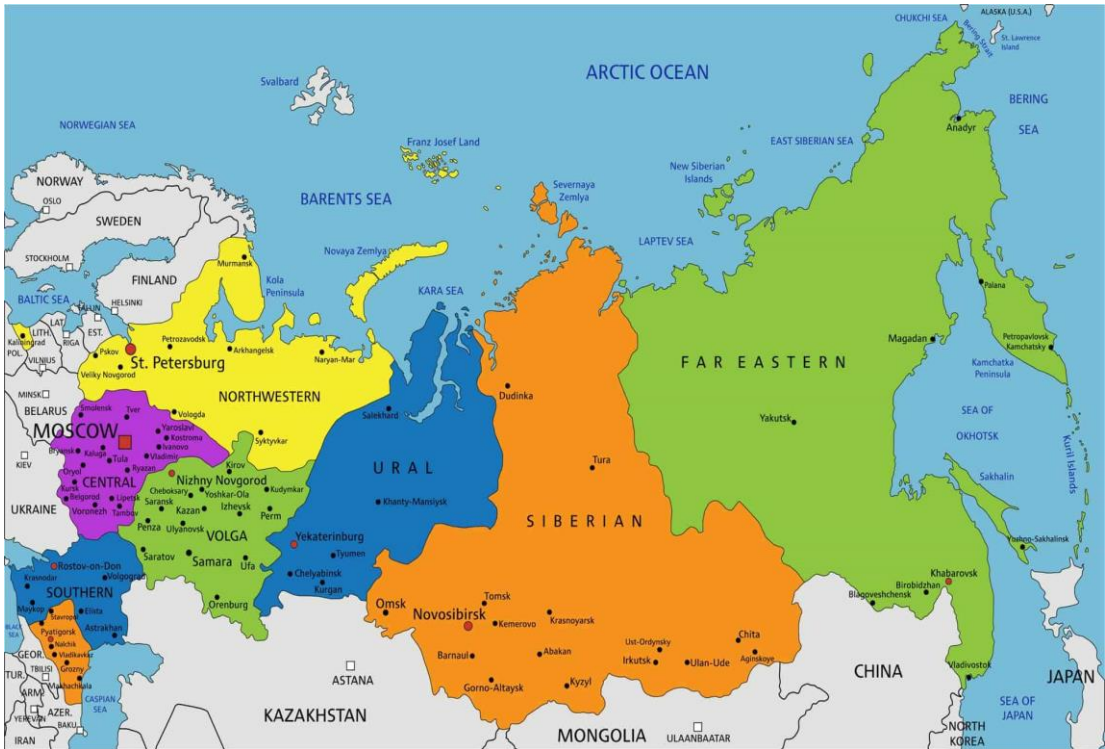 CHUKCHI SEA
ALASKA (U.S.A.)
Bering Strait
St. Lawrence
Island
ARCTIC OCEAN
Svalbard
BERING
SEA
NORWEGIAN SEA
Anadyr
Franz Josef Land
EAST SIBERIAN SEA
New Siberian
Islands
NORWAY
OSLO
Severnaya
Zemlya
BARENTS SEA
SWEDEN
LAPTEV SEA
STOCKHOLM
Novaya Zemlya
Murmansk
FINLAND
Kola
Peninsula
KARA SEA
Palana
BALTIC SEA
HELSINKI
LAT.
EST.
RIGA
Kaliningrad
LITH.
POL.
VILNIUS
Petrozavodsk
Arkhangelsk
Naryan-Mar
Pskov
St. Petersburg
Veliky Novgorod
Magadan
Petropavlovsk
Kamchatsky
FAR EASTERN
Kamchatka
Peninsula
MINSK
BELARUS
NORTHWESTERN
Dudinka
Smolensk
Tver
Vologda
Salekhard
SEA OF
OKHOTSK
Yakutsk
MOSCOW
Yaroslavl
Kostroma
Ivanovo
Vladimir
Syktyvkar
Bryansk
Kaluga
Tula
Ryazan
Kuril Islands
KIEV
Oryol
Kirov
URAL
Tura
Sakhalin
CENTRAL
Nizhny Novgorod
Kursk
Cheboksary
Yoshkar-Ola
Kudymkar
Belgorod
Lipetsk
Saransk
Khanty-Mansiysk
UKRAINE
Voronezh
Tambov
Kazan
Izhevsk
Perm
SIBERIAN
Penza
Ulyanovsk
VOLGA
Yekaterinburg
Yuzhno-Sakhalinsk
Saratov
Samara
Ufa
Tyumen
Rostov-on-Don
Krasnodar
Volgograd
Chelyabinsk
Kurgan
Khabarovsk
Birobidzhan
Blagoveshchensk
SOUTHERN
Orenburg
Omsk
Tomsk
Maykop
Stavropol
Elista
Novosibirsk
Kemerovo
Krasnoyarsk
BLACK
SEA
Pyatigorsk
Astrakhan
Chita
Ust-Ordynsky
Nalchik
Vladikavkaz
Barnaul
Abakan
Irkutsk
Ulan-Ude
Aginskoye
GEOR.
TBILISI
Grozny
Makhachkala
ASTANA
Gorno-Altaysk
Kyzyl
CHINA
Vladivostok
JAPAN
TUR.
ARM.
CASPIAN
SEA
YEREVAN
AZER.
BAKU
KAZAKHSTAN
MONGOLIA
ULAANBAATAR
SEA OF
JAPAN
NORTH
KOREA
IRAN